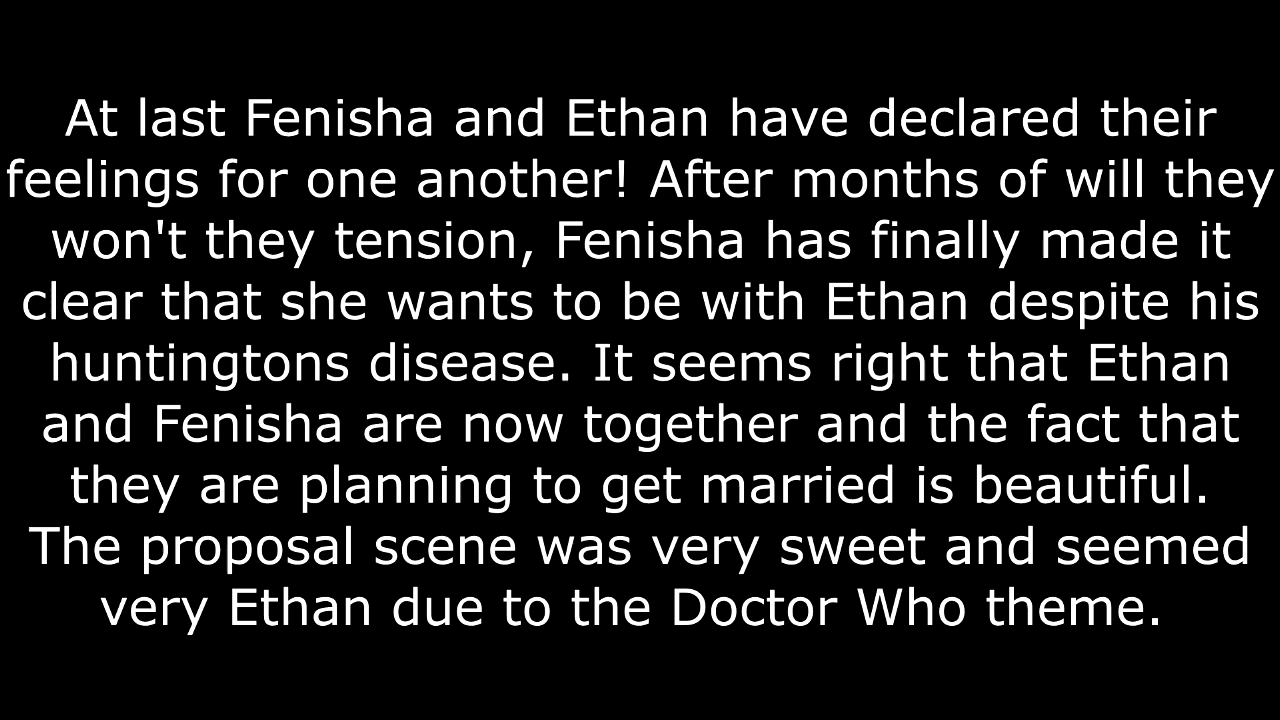 At last Fenisha and Ethan have declared their
feelings for one another! After months of will they
won't they tension, Fenisha has finally made it
clear that she wants to be with Ethan despite his
huntingtons disease. It seems right that Ethan
and Fenisha are now together and the fact that
they are planning to get married is beautiful.
The proposal scene was very sweet and seemed
very Ethan due to the Doctor Who theme.